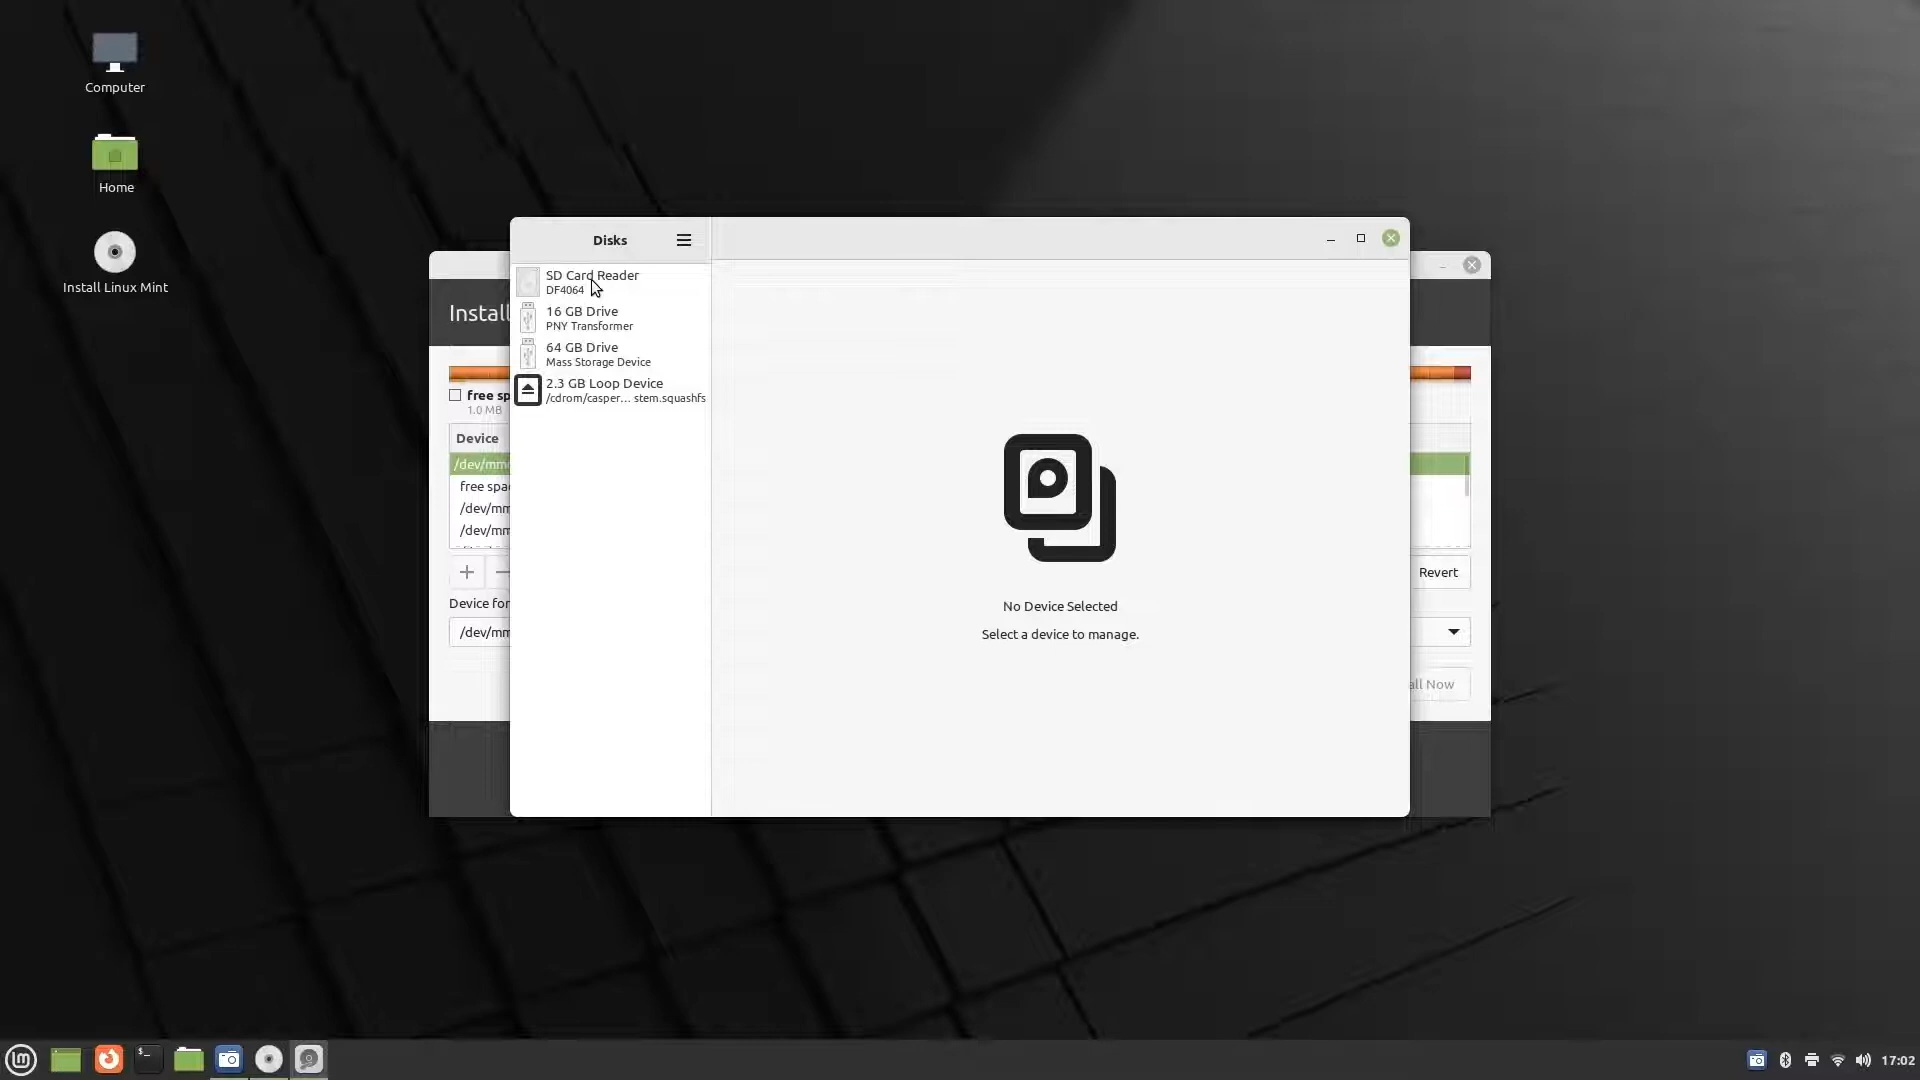 Computer
Home
Install Linux Mint
Disks
SD Card Reader
DF4064
16 GB Drive
PNY Transformer
64 GB Drive
Mass Storage Device
2.3 GB Loop Device
/cdrom/casper... stem.squashfs
No Device Selected
Select a device to manage.
Install
free sp
1.0 MB
Device
/dev/mm
free spa
/dev/mm
/dev/mm
+ −
Revert
Device for
/dev/mm
all Now
17:02